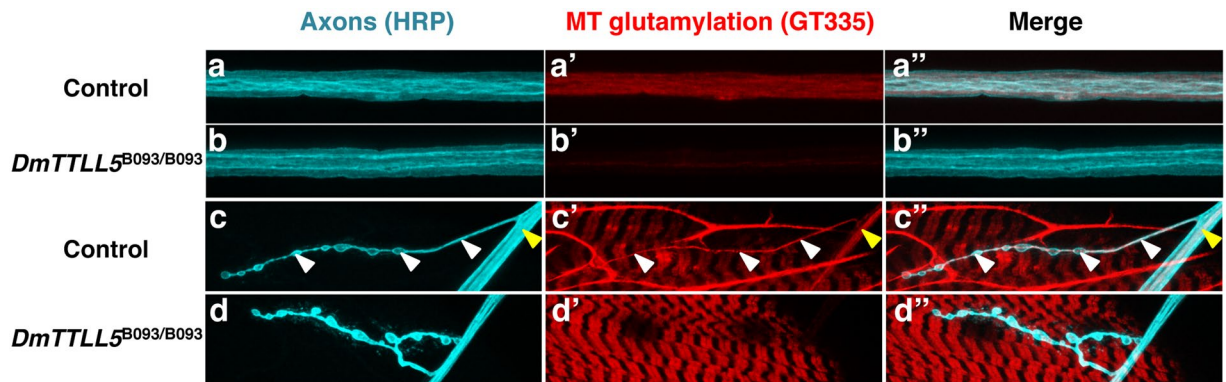 Axons (HRP) MT glutamylation (GT335) Merge
Control a a' a"
DmTTLL5B093/B093 b b' b"
Control c c' c"
DmTTLL5B093/B093 d d' d"